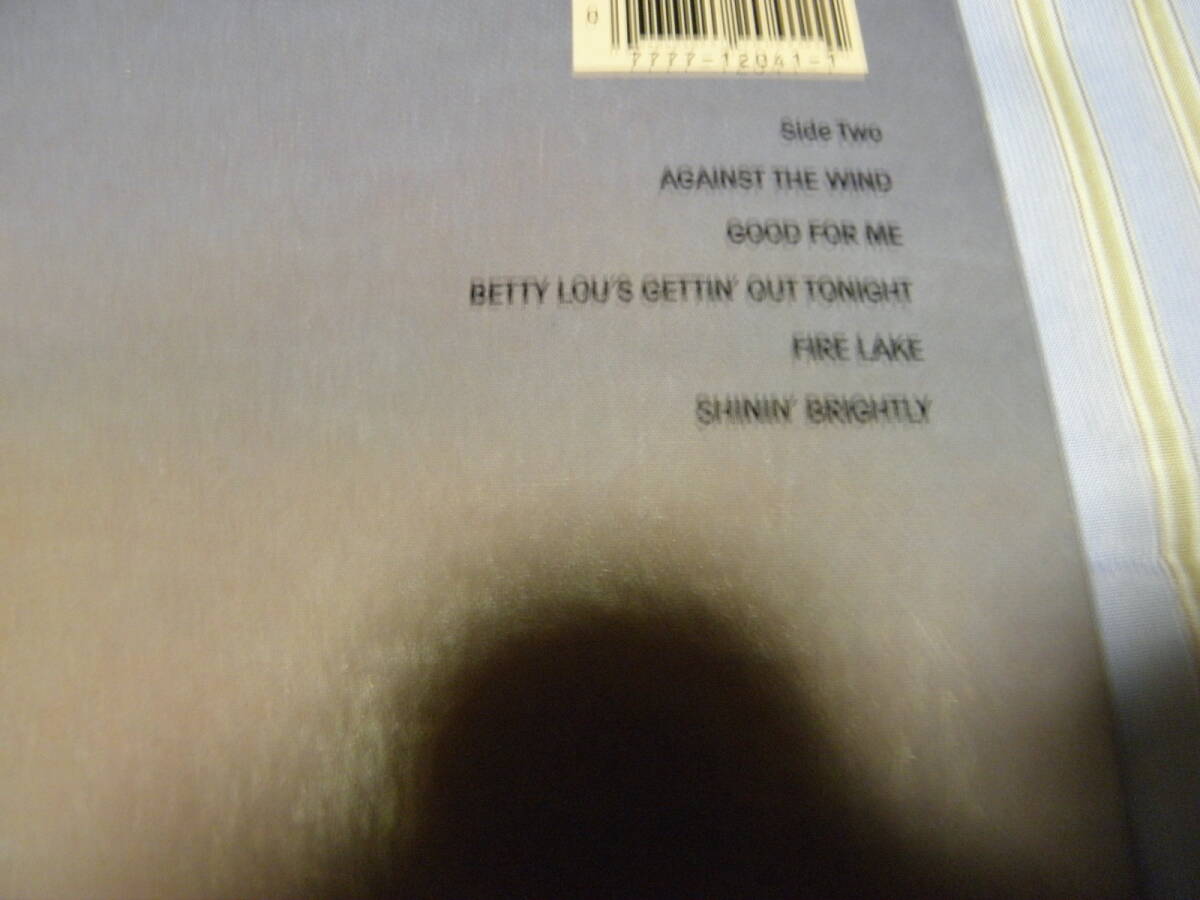 0
7777-12041-1
Side Two
AGAINST THE WIND
GOOD FOR ME
BETTY LOU'S GETTIN' OUT TONIGHT
FIRE LAKE
SHININ' BRIGHTLY